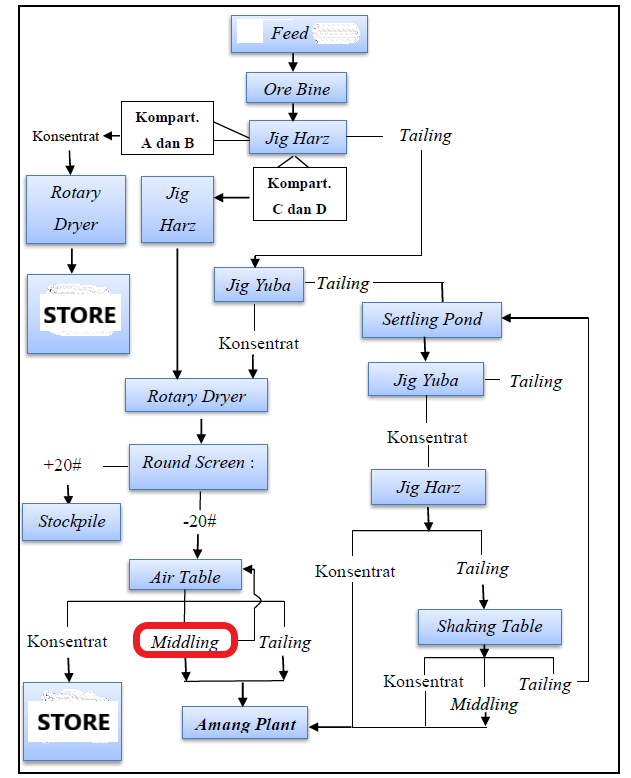 Feed
Ore Bine
Kompart.
A dan B
Konsentrat
Jig Harz
Tailing
Kompart.
C dan D
Rotary
Dryer
Jig
Harz
STORE
Jig Yuba
Tailing
Settling Pond
Konsentrat
Jig Yuba
Tailing
Rotary Dryer
Konsentrat
Round Screen :
+20#
Jig Harz
Stockpile
-20#
Air Table
Konsentrat
Tailing
Shaking Table
Konsentrat
Middling
Tailing
Konsentrat
Tailing
Middling
STORE
Amang Plant